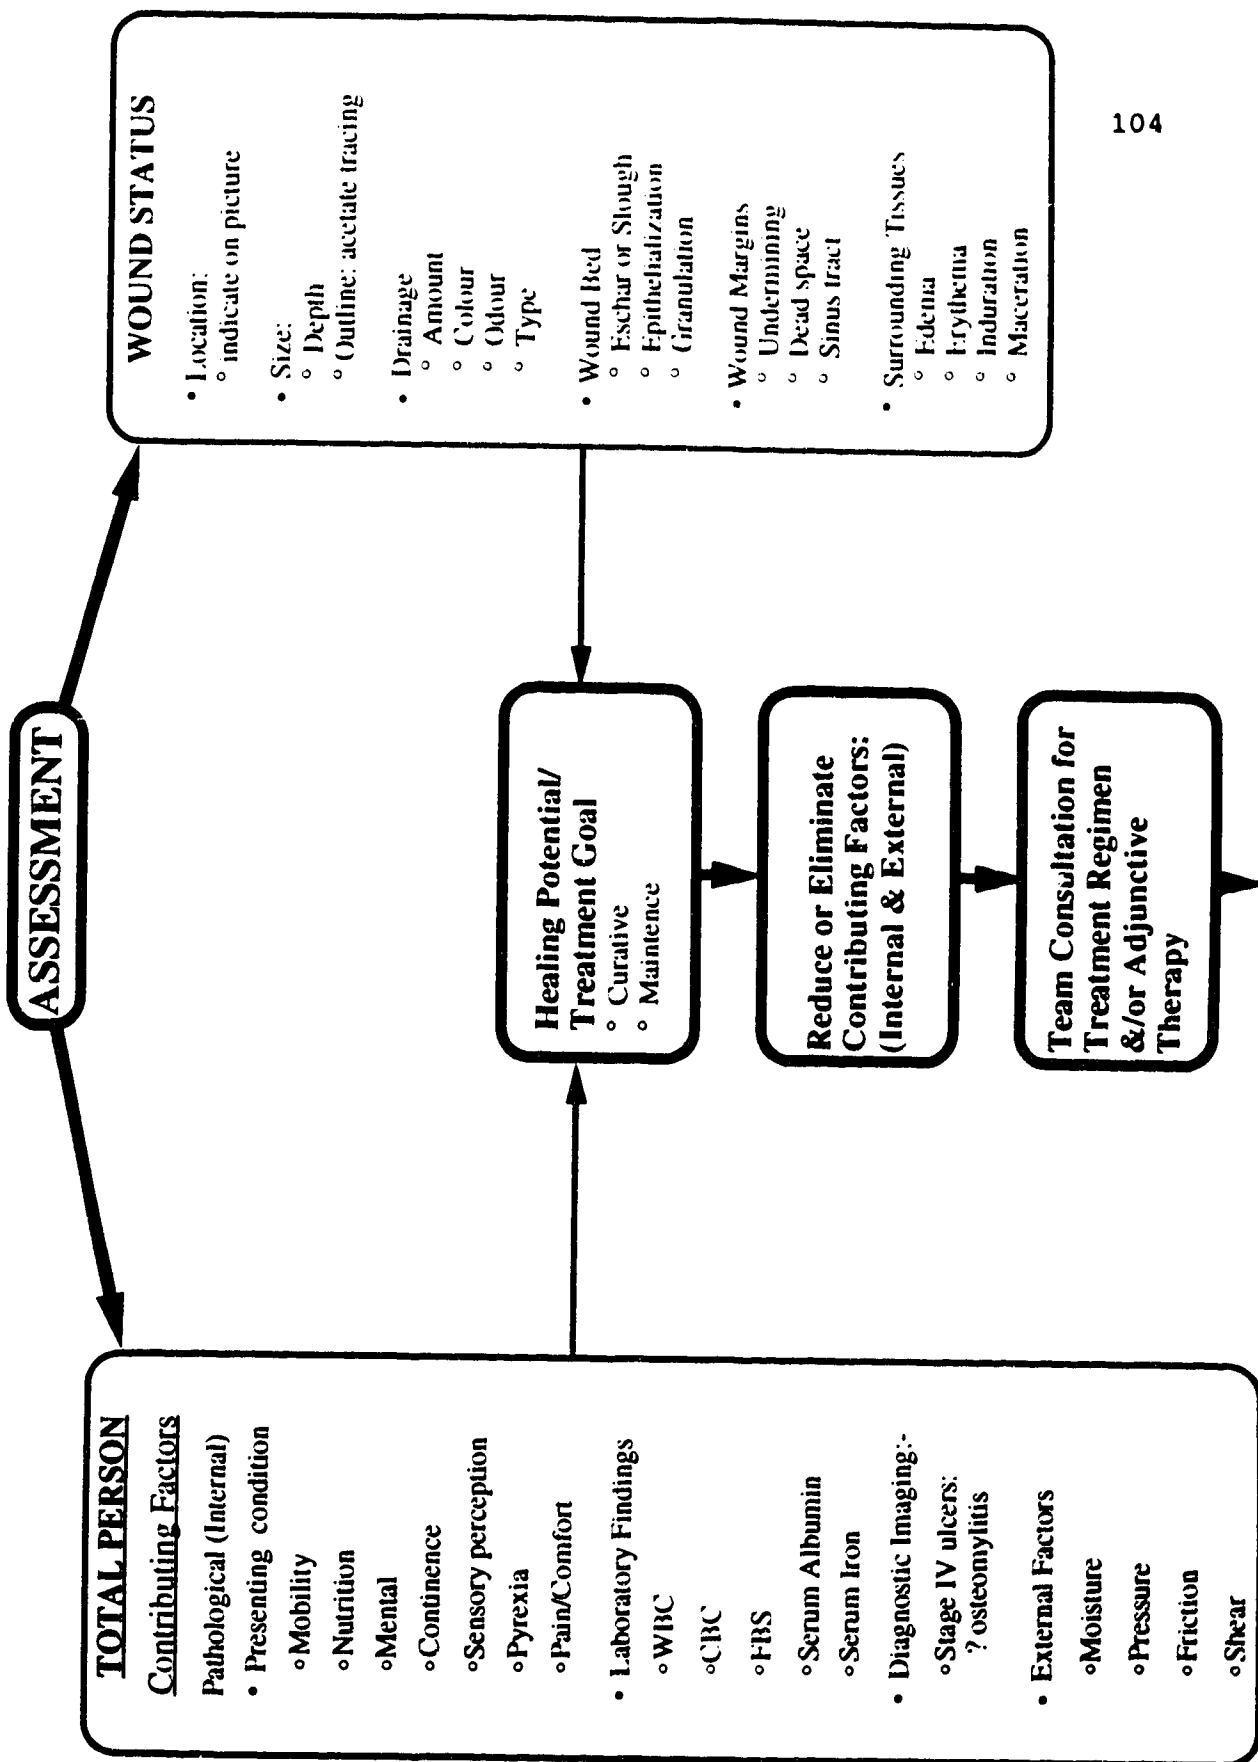 104
ASSESSMENT
TOTAL PERSON
Contributing Factors
Pathological (Internal)
• Presenting condition
°Mobility
°Nutrition
°Mental
°Continence
°Sensory perception
°Pyrexia
°Pain/Comfort
• Laboratory Findings
°WBC
°CBC
°FBS
°Serum Albumin
°Serum Iron
• Diagnostic Imaging:-
°Stage IV ulcers:
? osteomylitis
• External Factors
°Moisture
°Pressure
°Friction
°Shear
Healing Potential/
Treatment Goal
° Curative
° Maintence
Reduce or Eliminate
Contributing Factors:
(Internal & External)
Team Consultation for
Treatment Regimen
&/or Adjunctive
Therapy
WOUND STATUS
• Location:
° indicate on picture
• Size:
° Depth
° Outline: acetate tracing
• Drainage
° Amount
° Colour
° Odour
° Type
• Wound Bed
° Eschar or Slough
° Epithelialization
° Granulation
• Wound Margins
° Undermining
° Dead space
° Sinus tract
• Surrounding Tissues
° Edema
° Erythema
° Induration
° Maceration